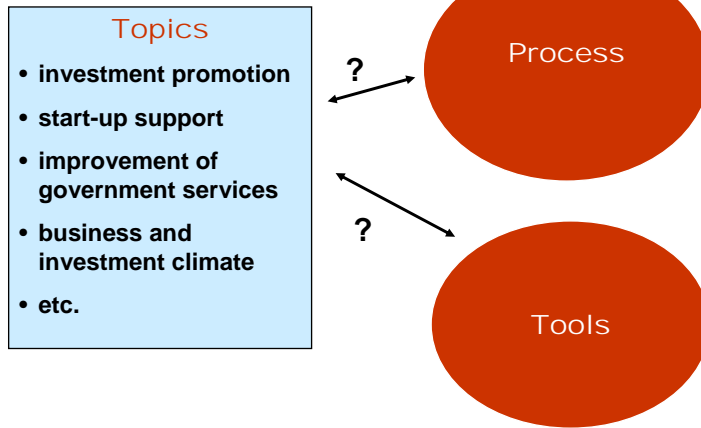 Topics
• investment promotion
• start-up support
• improvement of
government services
• business and
investment climate
• etc.
?
Process
?
Tools